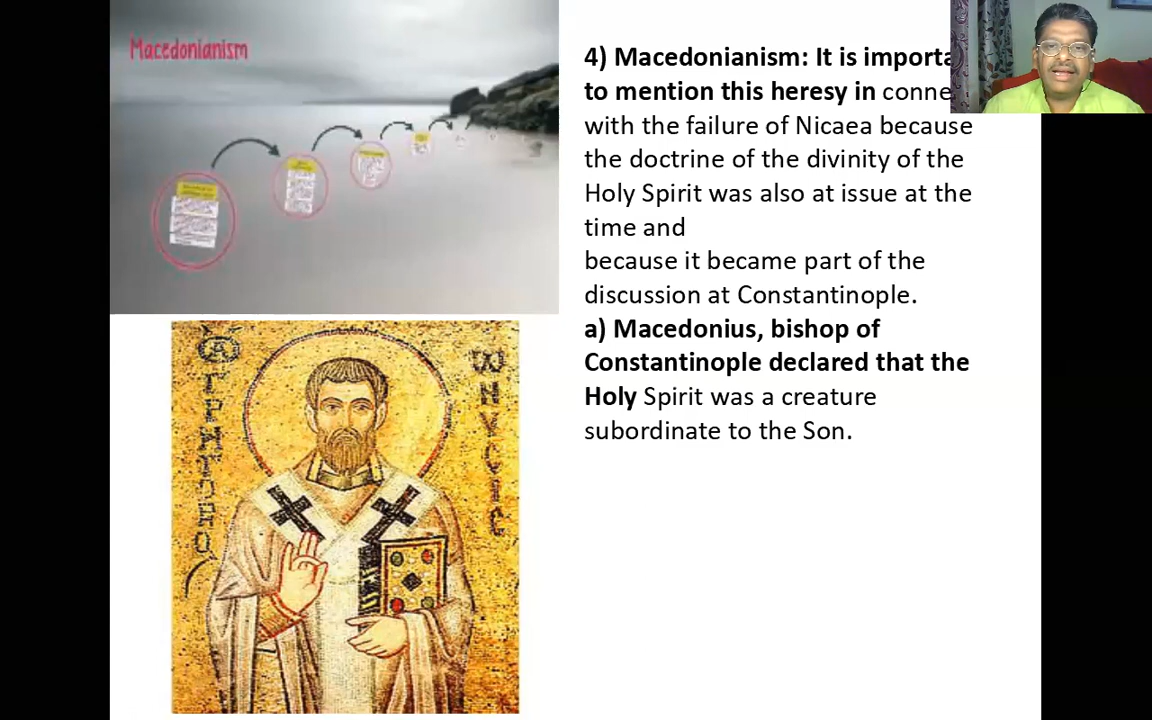 Macedonianism
4) Macedonianism: It is importa
to mention this heresy in conne
with the failure of Nicaea because
the doctrine of the divinity of the
Holy Spirit was also at issue at the
time and
because it became part of the
discussion at Constantinople.
a) Macedonius, bishop of
Constantinople declared that the
Holy Spirit was a creature
subordinate to the Son.